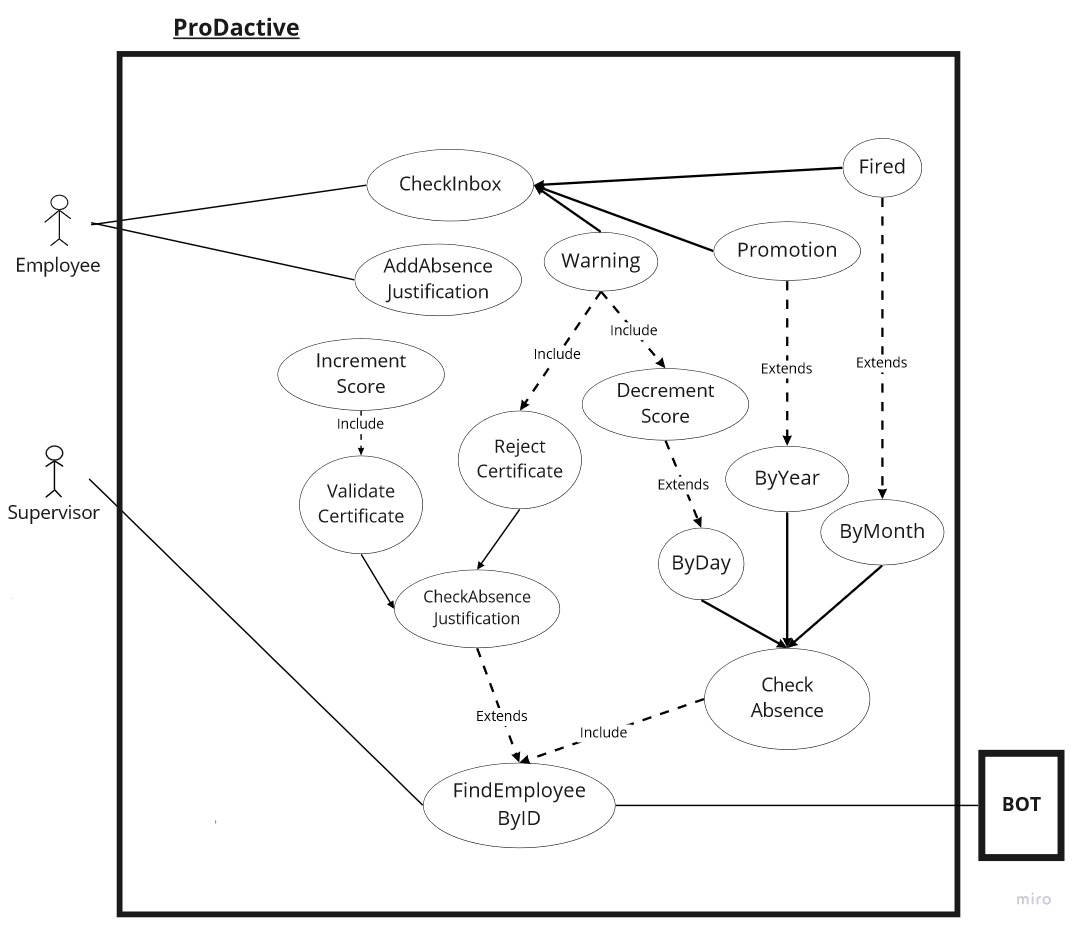 ProDactive
Fired
CheckInbox
Employee
Warning
Promotion
AddAbsence
Justification
Include
Include
Extends
Extends
Increment
Score
Include
Decrement
Score
Supervisor
Validate
Certificate
Reject
Certificate
Extends
ByYear
ByMonth
ByDay
CheckAbsence
Justification
Check
Absence
Extends
Include
FindEmployee
ByID
BOT
miro